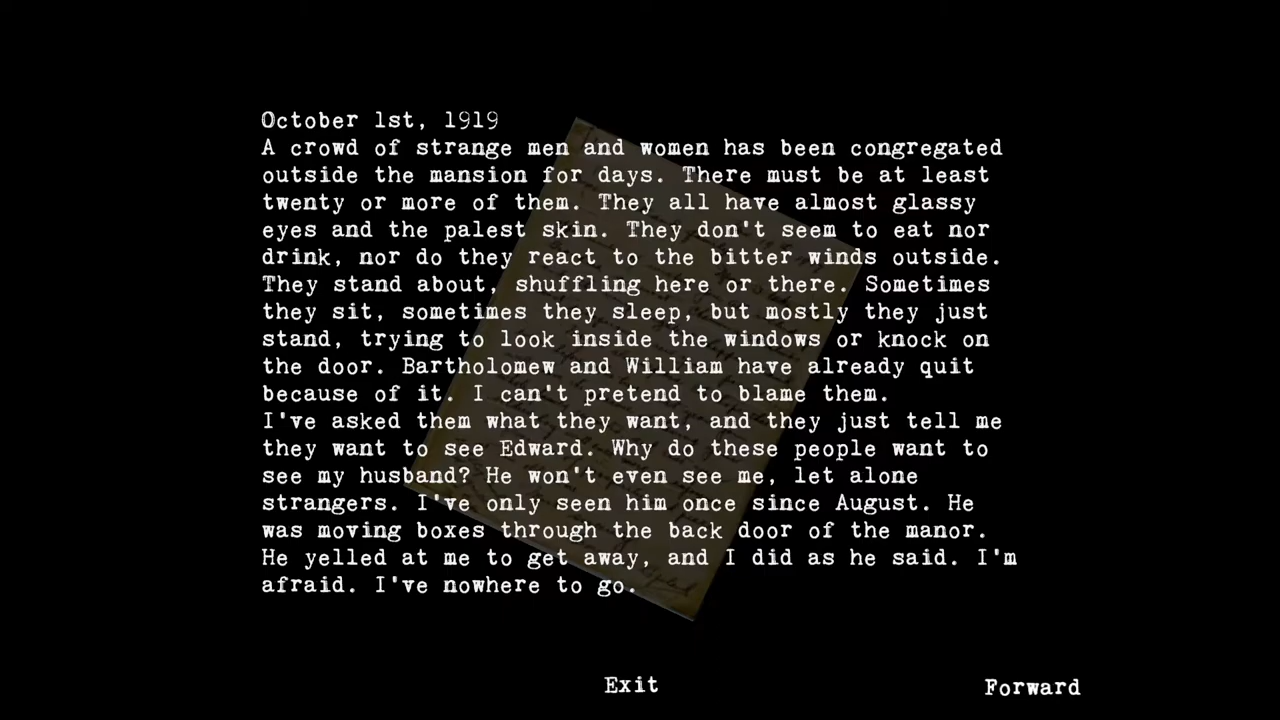 October 1st, 1919
A crowd of strange men and women has been congregated
outside the mansion for days. There must be at least
twenty or more of them. They all have almost glassy
eyes and the palest skin. They don't seem to eat nor
drink, nor do they react to the bitter winds outside.
They stand about, shuffling here or there. Sometimes
they sit, sometimes they sleep, but mostly they just
stand, trying to look inside the windows or knock on
the door. Bartholomew and William have already quit
because of it. I can't pretend to blame them.
I've asked them what they want, and they just tell me
they want to see Edward. Why do these people want to
see my husband? He won't even see me, let alone
strangers. I've only seen him once since August. He
was moving boxes through the back door of the manor.
He yelled at me to get away, and I did as he said. I'm
afraid. I've nowhere to go.
Exit
Forward